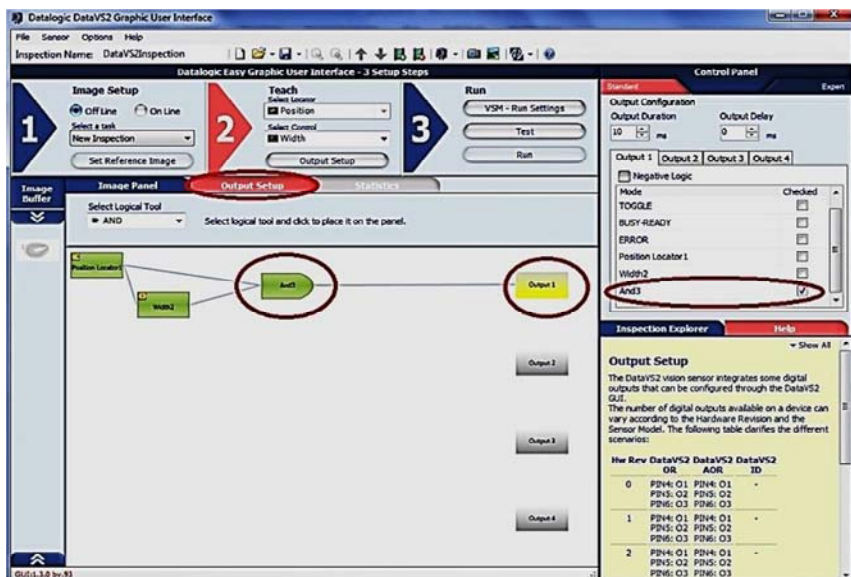 Datalogic DataVS2 Graphic User Interface
File Sensor Options Help
Inspection Name: DataVS2Inspection
Datalogic Easy Graphic User Interface - 3 Setup Steps
1
Image Setup
Off Line On Line
Select a task
New Inspection
Set Reference Image
2
Teach
Select Locator
Position
Select Control
Width
Output Setup
3
Run
VSM - Run Settings
Test
Run
Control Panel
Standard Expert
Output Configuration
Output Duration Output Delay
10 ms 0 ms
Output 1 Output 2 Output 3 Output 4
Negative Logic
Mode Checked
TOGGLE
BUSY-READY
ERROR
Position Locator1
Width2
And3
Image Buffer
Image Panel Output Setup Statistics
Select Logical Tool
AND
Select logical tool and click to place it on the panel.
Position Locator1
Width2
And3
Output 1
Output 2
Output 3
Output 4
Inspection Explorer Help
Show All
Output Setup
The DataVS2 vision sensor integrates some digital
outputs that can be configured through the DataVS2
GUI.
The number of digital outputs available on a device can
vary according to the Hardware Revision and the
Sensor Model. The following table clarifies the different
scenarios:
Hw Rev DataVS2 DataVS2 DataVS2
OR AOR ID
0 PIN4: O1 PIN4: O1 -
PIN5: O2 PIN5: O2
PIN6: O3 PIN6: O3
1 PIN4: O1 PIN4: O1 -
PIN5: O2 PIN5: O2
PIN6: O3 PIN6: O3
2 PIN4: O1 PIN4: O1 -
PIN5: O2 PIN5: O2
PIN6: O3 PIN6: O3